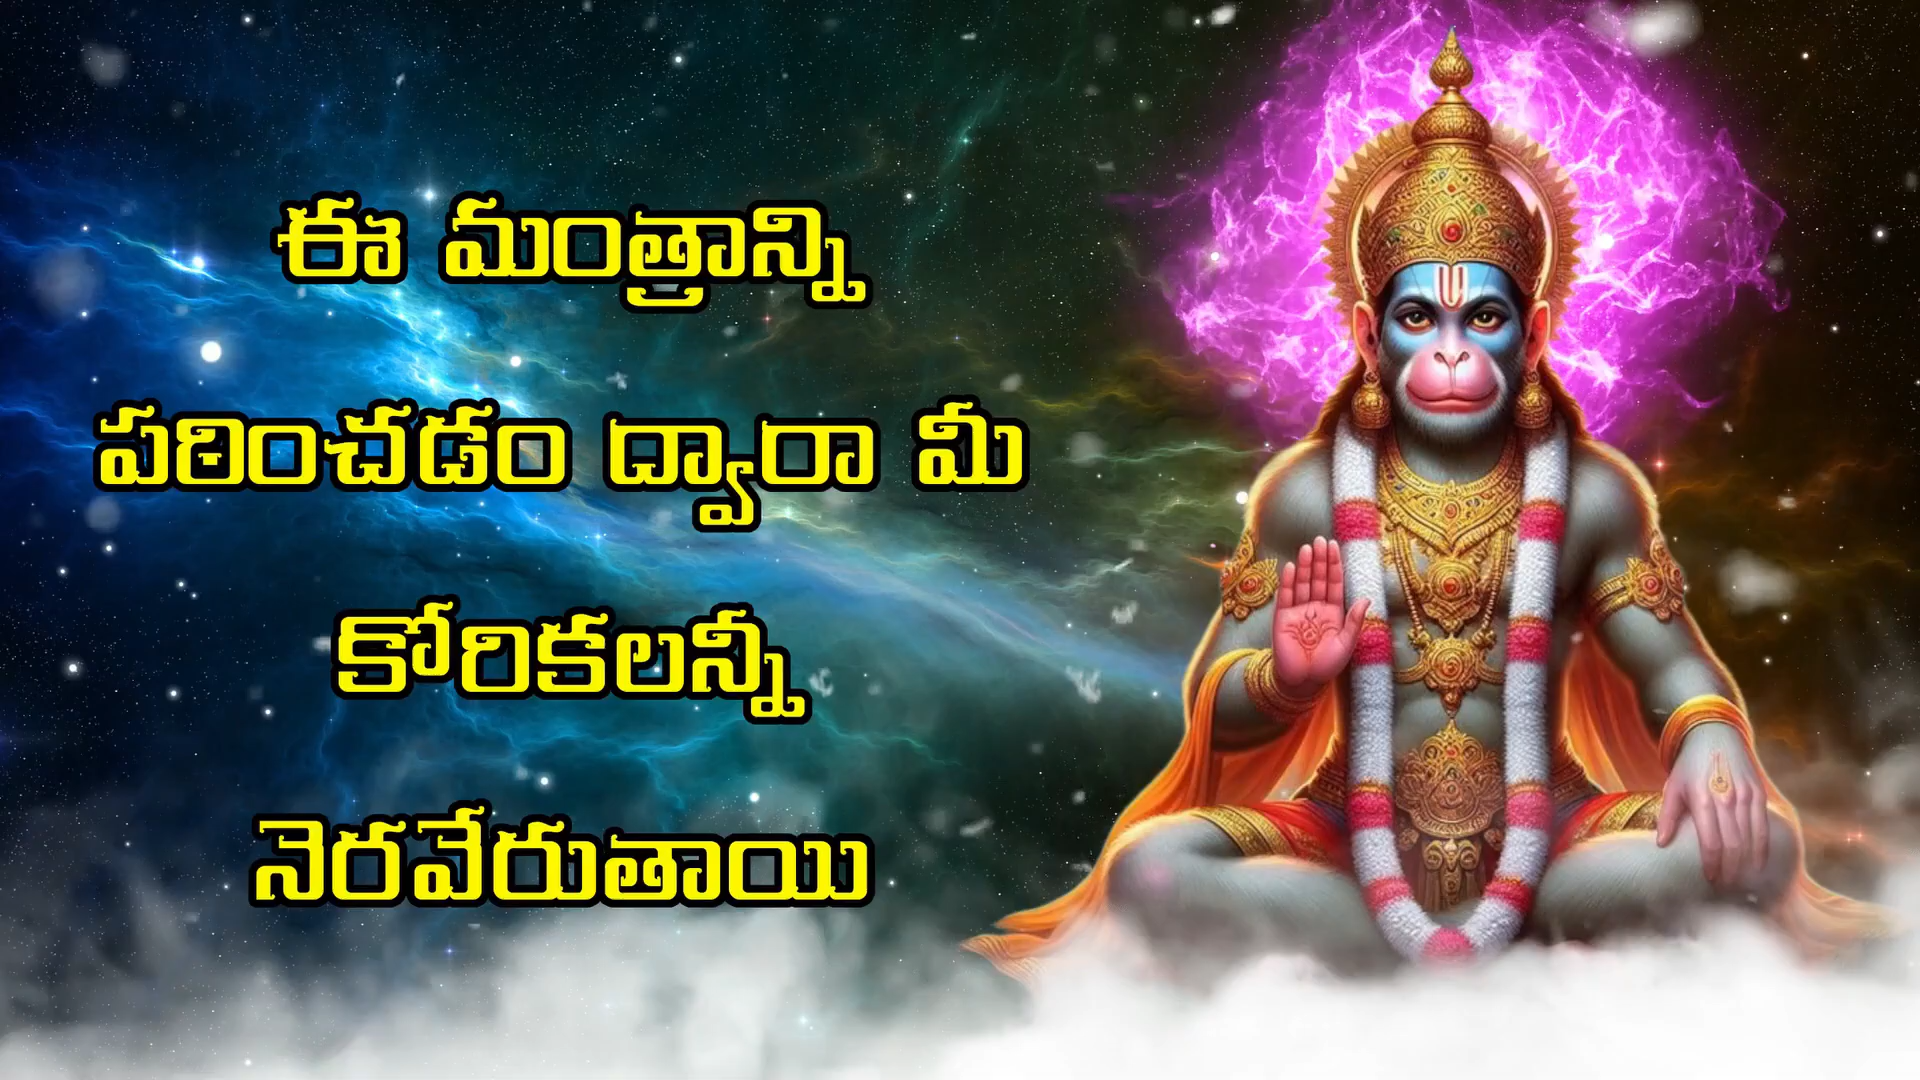 ఈ మంత్రాన్ని
పఠించడం ద్వారా మీ
కోరికలన్నీ
నెరవేరుతాయి